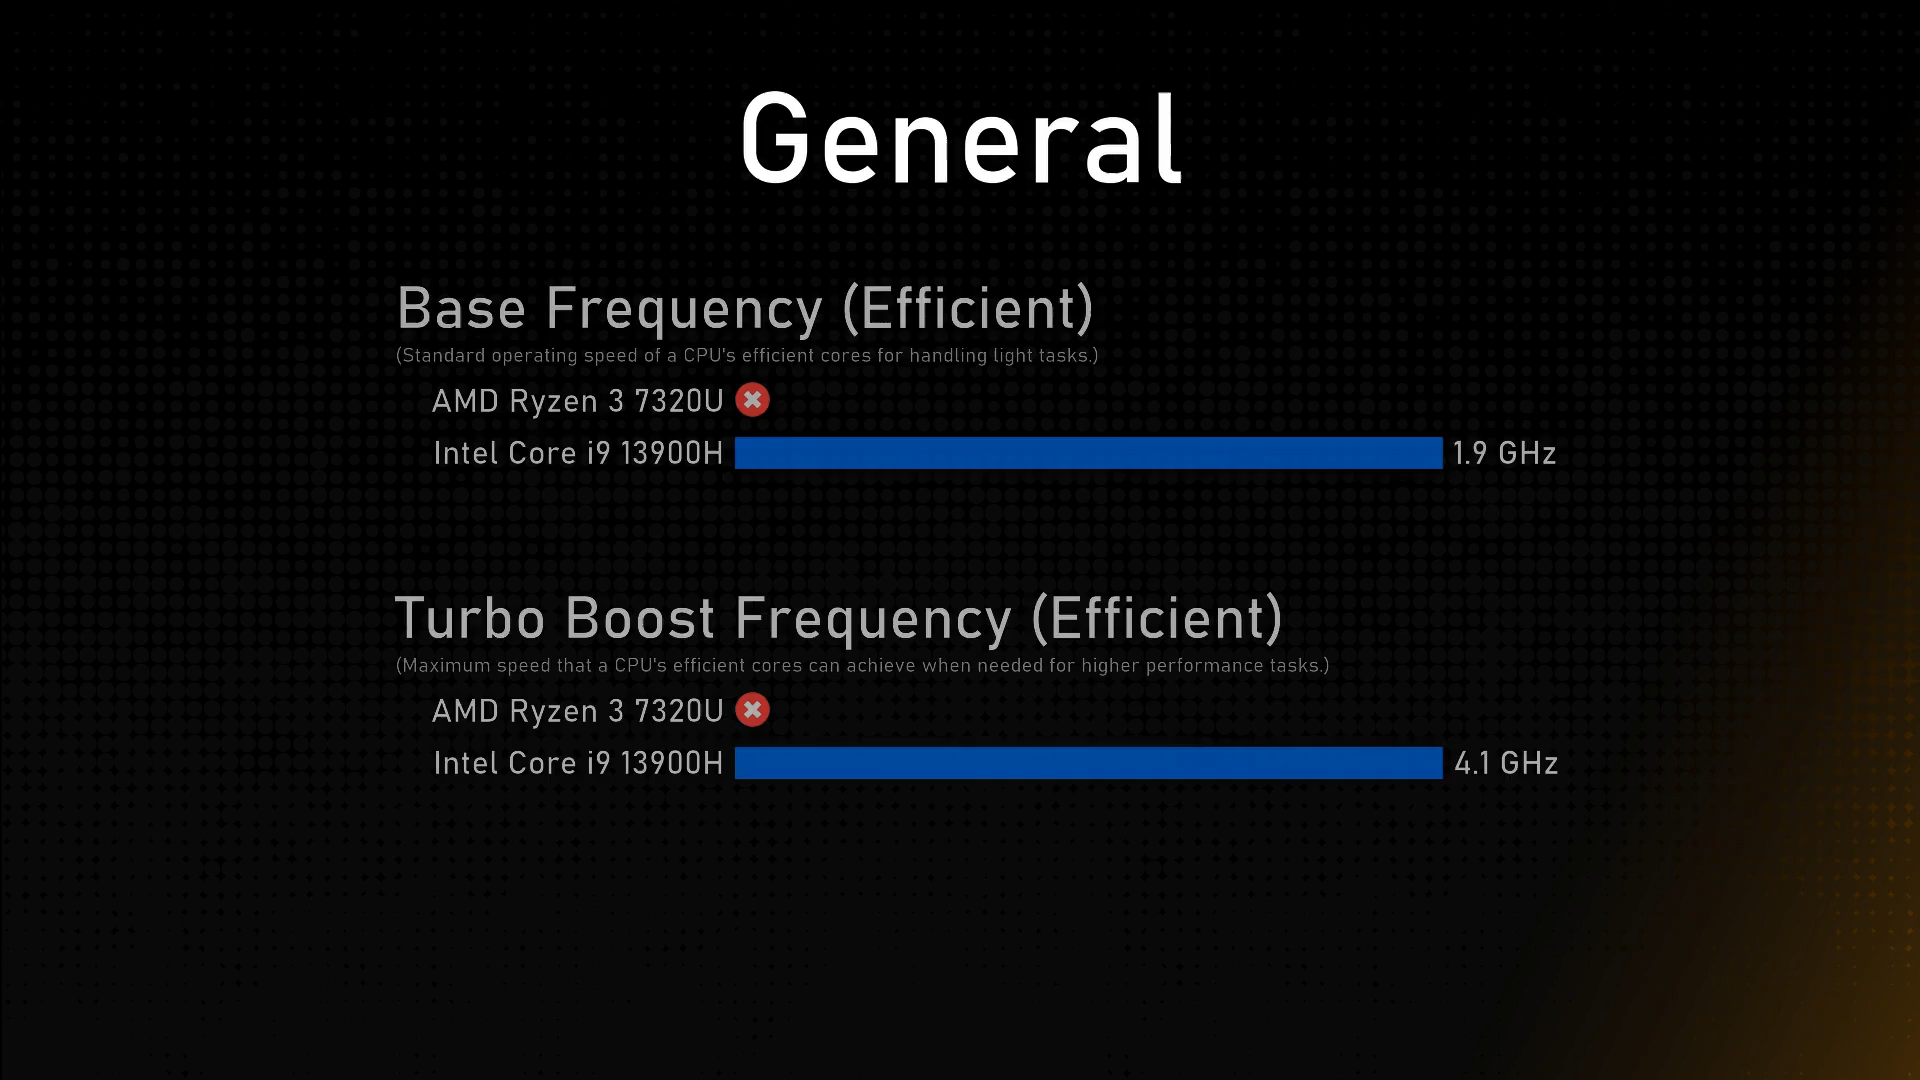 General
Base Frequency (Efficient)
(Standard operating speed of a CPU's efficient cores for handling light tasks.)
AMD Ryzen 3 7320U
Intel Core i9 13900H 1.9 GHz
Turbo Boost Frequency (Efficient)
(Maximum speed that a CPU's efficient cores can achieve when needed for higher performance tasks.)
AMD Ryzen 3 7320U
Intel Core i9 13900H 4.1 GHz